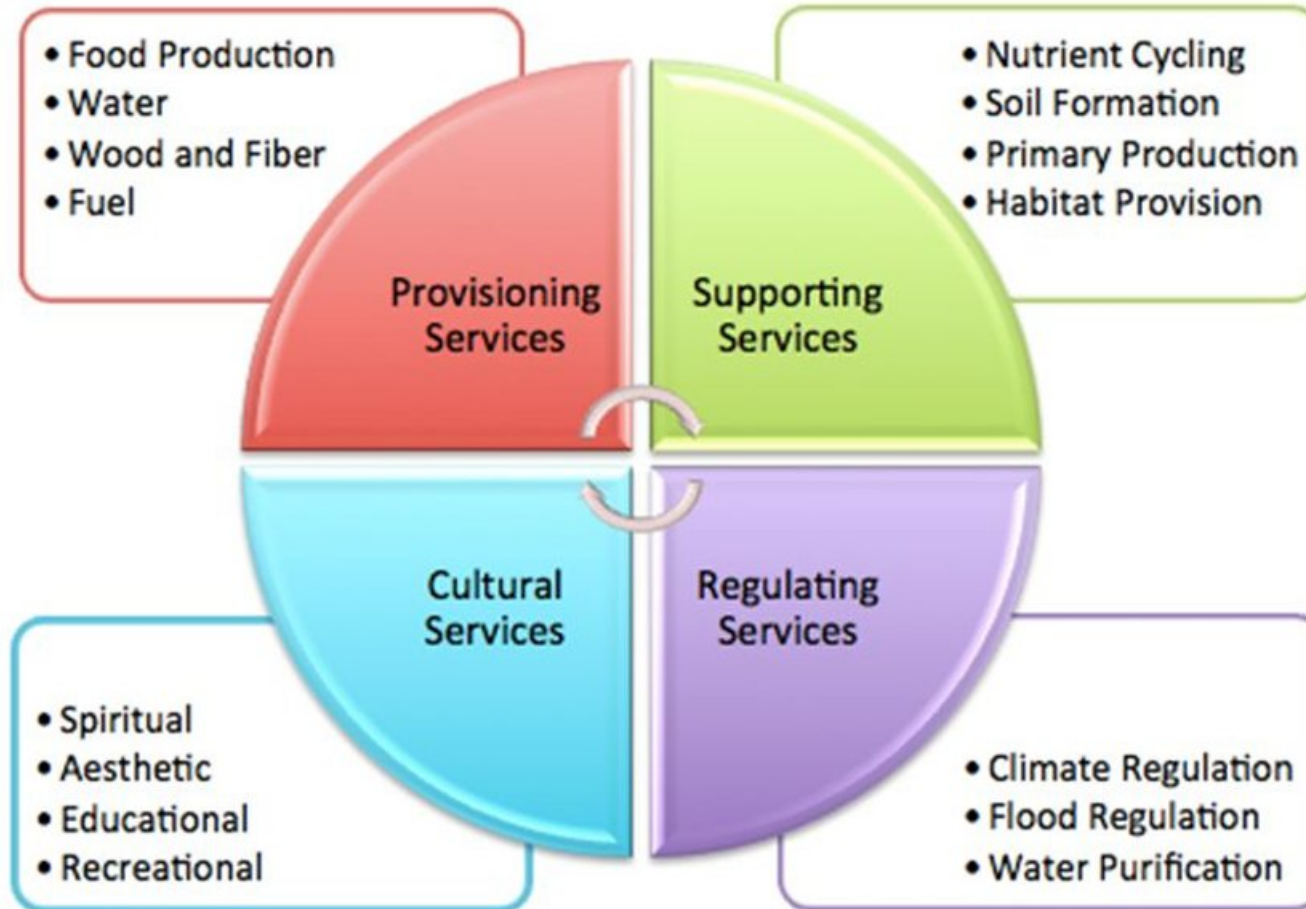 • Food Production
• Water
• Wood and Fiber
• Fuel
• Nutrient Cycling
• Soil Formation
• Primary Production
• Habitat Provision
Provisioning
Services
Supporting
Services
Cultural
Services
Regulating
Services
• Spiritual
• Aesthetic
• Educational
• Recreational
• Climate Regulation
• Flood Regulation
• Water Purification